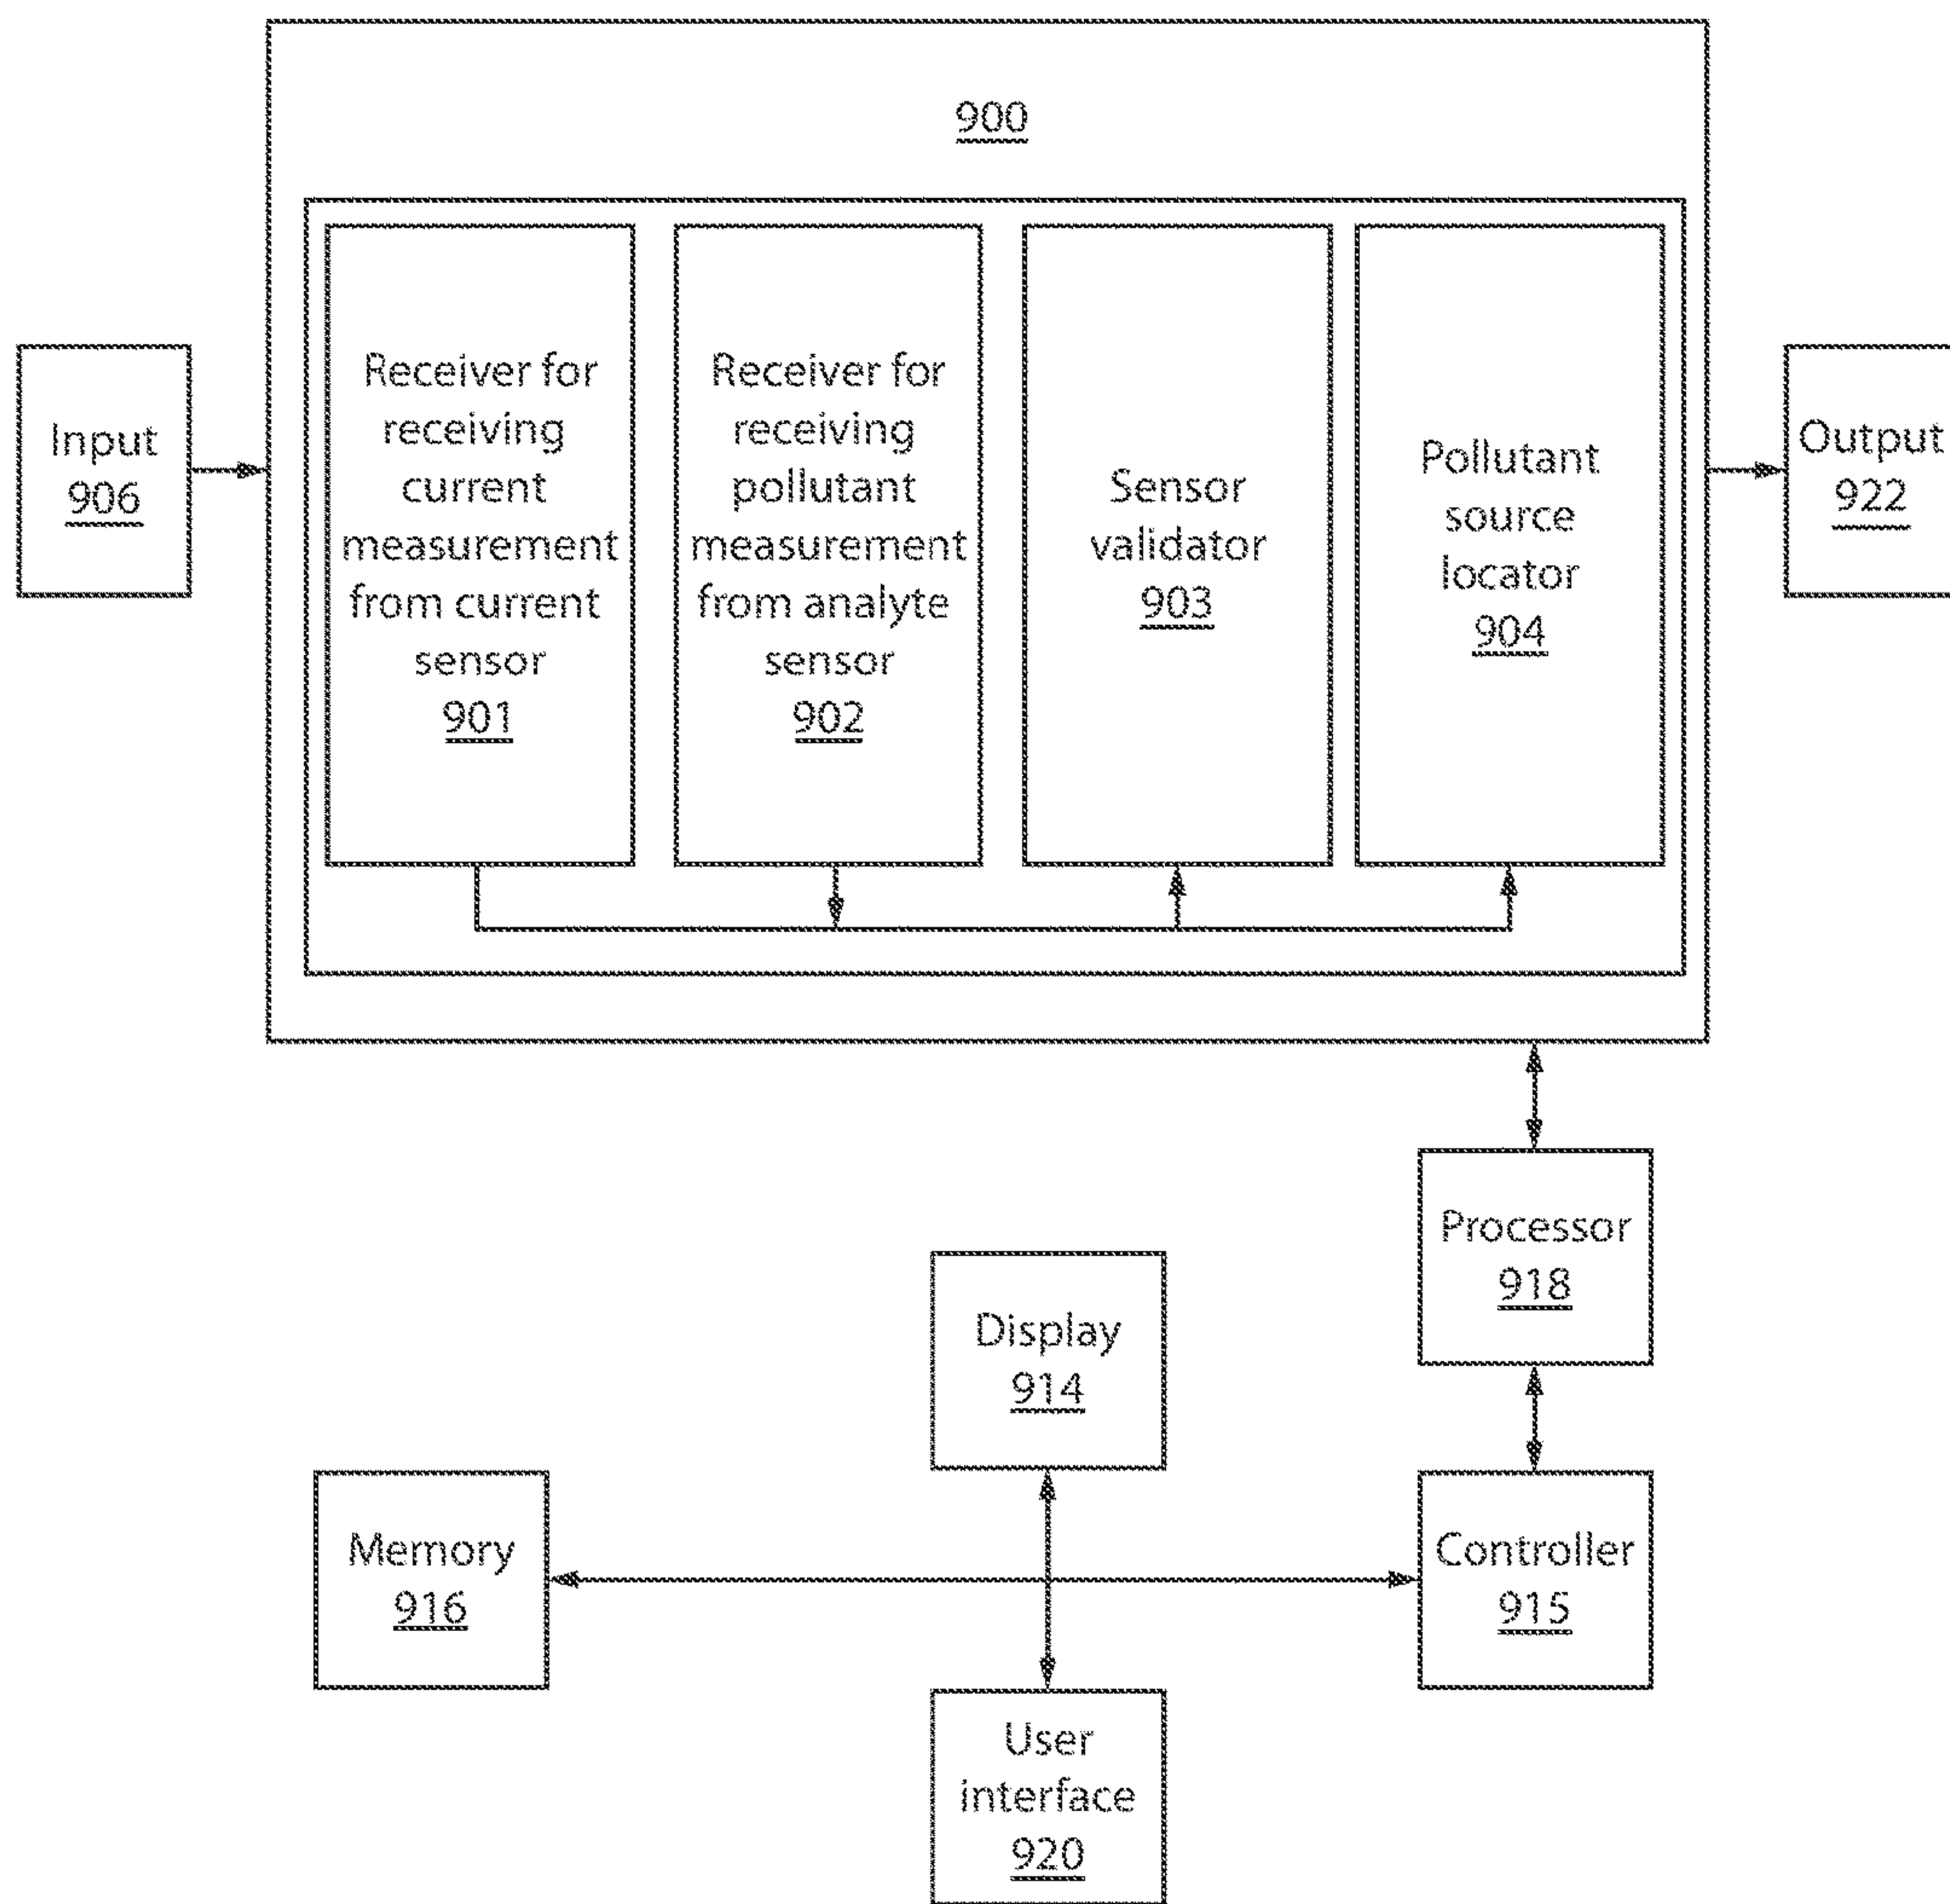 900
Input
906
Receiver for
receiving
current
measurement
from current
sensor
901
Receiver for
receiving
pollutant
measurement
from analyte
sensor
902
Sensor
validator
903
Pollutant
source
locator
904
Output
922
Processor
918
Display
914
Memory
916
Controller
915
User
interface
920